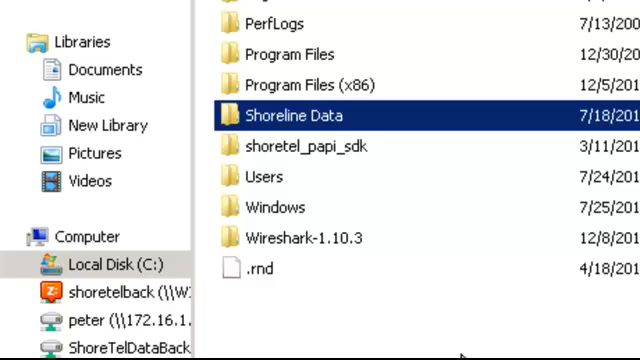 Libraries
Documents
Music
New Library
Pictures
Videos
Computer
Local Disk (C:)
shoretelback (\\W
peter (\\172.16.1.
ShoreTelDataBack
PerfLogs 7/13/200
Program Files 12/30/20
Program Files (x86) 12/5/201
Shoreline Data 7/18/201
shoretel_papi_sdk 3/11/201
Users 7/24/201
Windows 7/25/201
Wireshark-1.10.3 12/8/201
.rnd 4/18/201